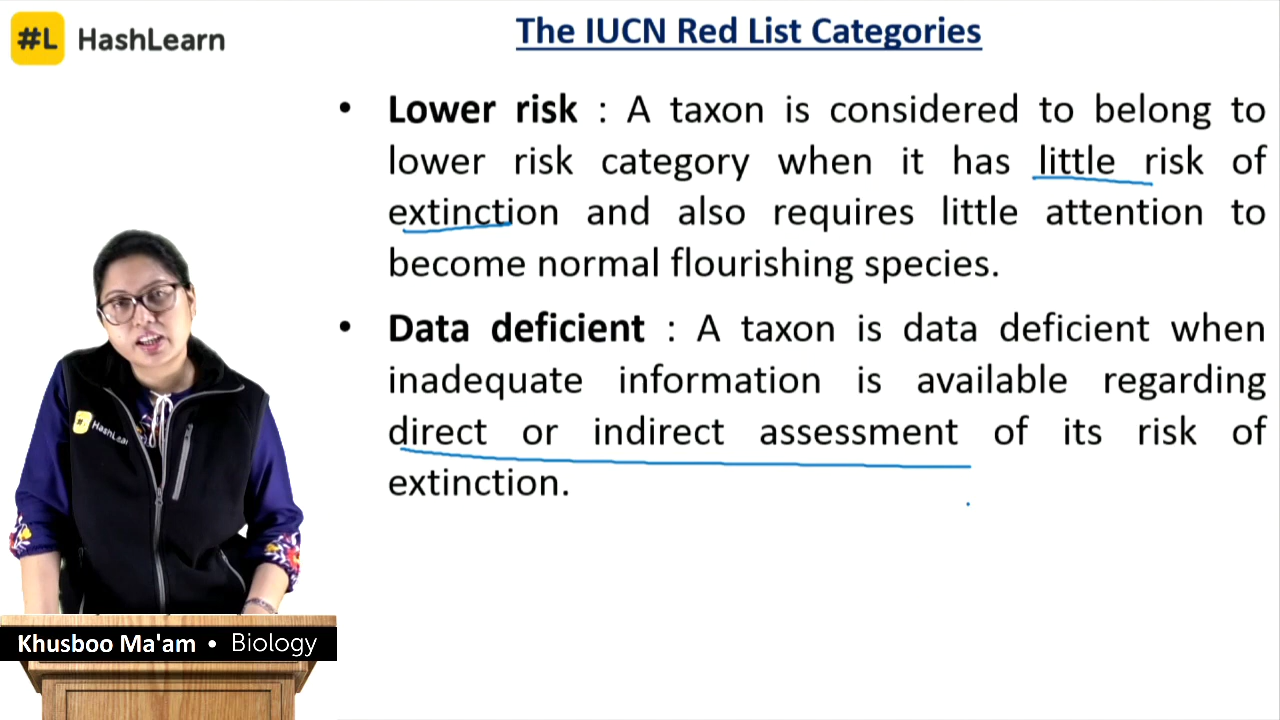 #L HashLearn
The IUCN Red List Categories
• Lower risk : A taxon is considered to belong to
lower risk category when it has little risk of
extinction and also requires little attention to
become normal flourishing species.
• Data deficient : A taxon is data deficient when
inadequate information is available regarding
direct or indirect assessment of its risk of
extinction.
# HashLear
Khusboo Ma'am • Biology